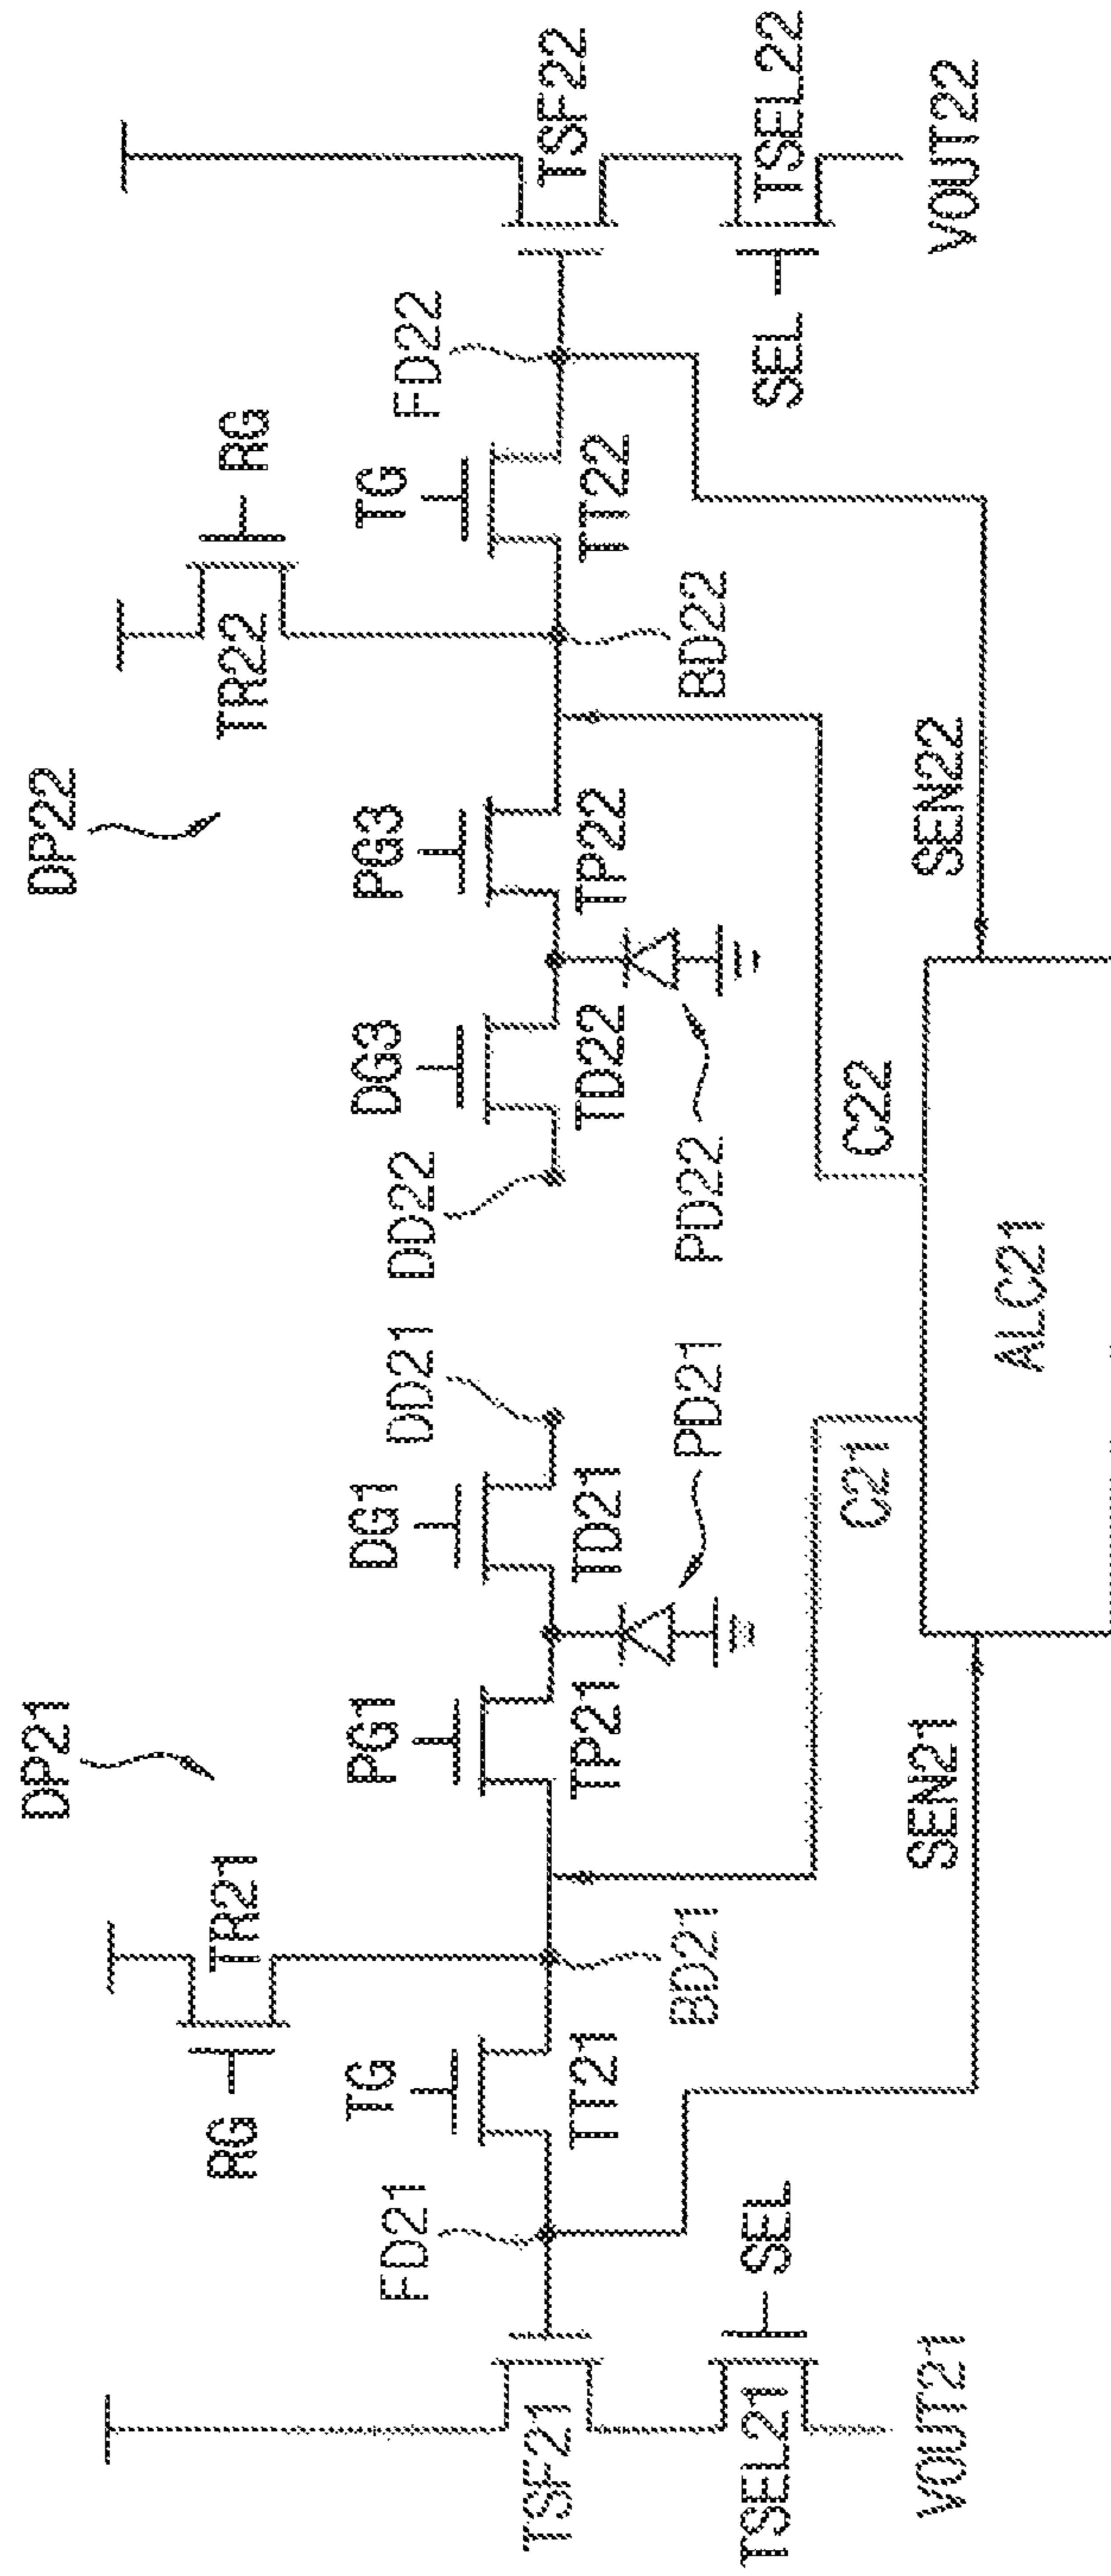 DP21
DP22
RG
TR21
TR22
RG
TG
PG1
DG1
DG3
PG3
TG
FD21
DD21
DD22
FD22
TSF21
TT21
TP21
TD21
TD22
TP22
TT22
TSF22
BD21
PD21
PD22
BD22
TSEL21
SEL
SEL
TSEL22
C21
C22
VOUT21
SEN21
SEN22
VOUT22
ALC21